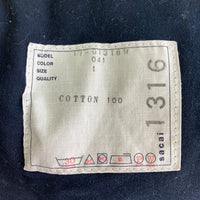 MODEL
COLOR 041
SIZE 1
QUALITY
COTTON 100
sacai 1316